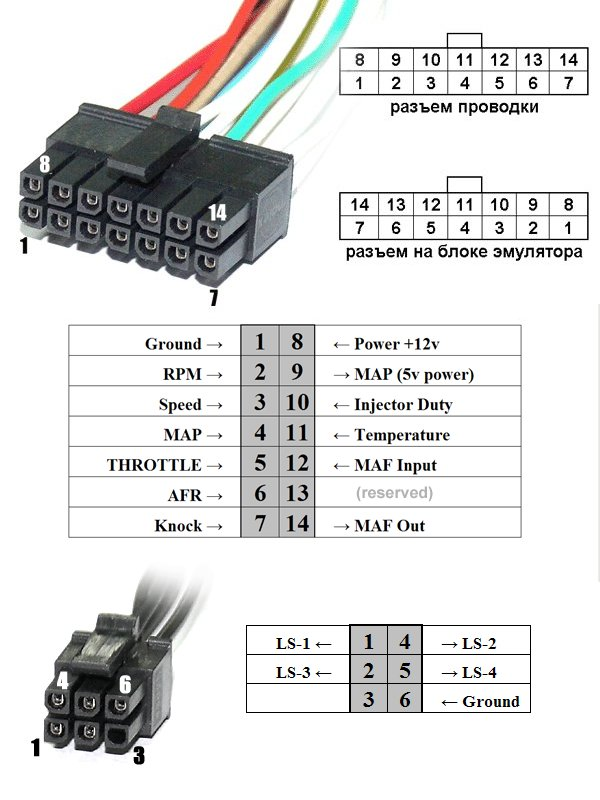 8 9 10 11 12 13 14
1 2 3 4 5 6 7
разъем проводки
8
14
1
7
14 13 12 11 10 9 8
7 6 5 4 3 2 1
разъем на блоке эмулятора
Ground → 1 8 ← Power +12v
RPM → 2 9 → MAP (5v power)
Speed → 3 10 ← Injector Duty
MAP → 4 11 ← Temperature
THROTTLE → 5 12 ← MAF Input
AFR → 6 13 (reserved)
Knock → 7 14 → MAF Out
4 6
1 3
LS-1 ← 1 4 → LS-2
LS-3 ← 2 5 → LS-4
3 6 ← Ground